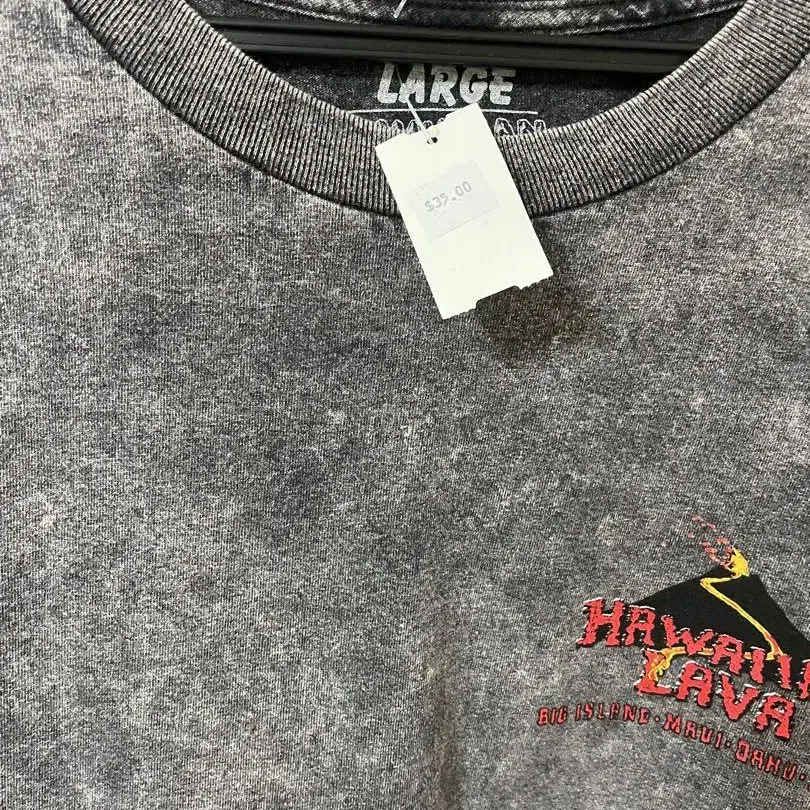 LARGE
$35.00
HAWAII
LAVA
BIG ISLAND · MAUI · OAHU ·